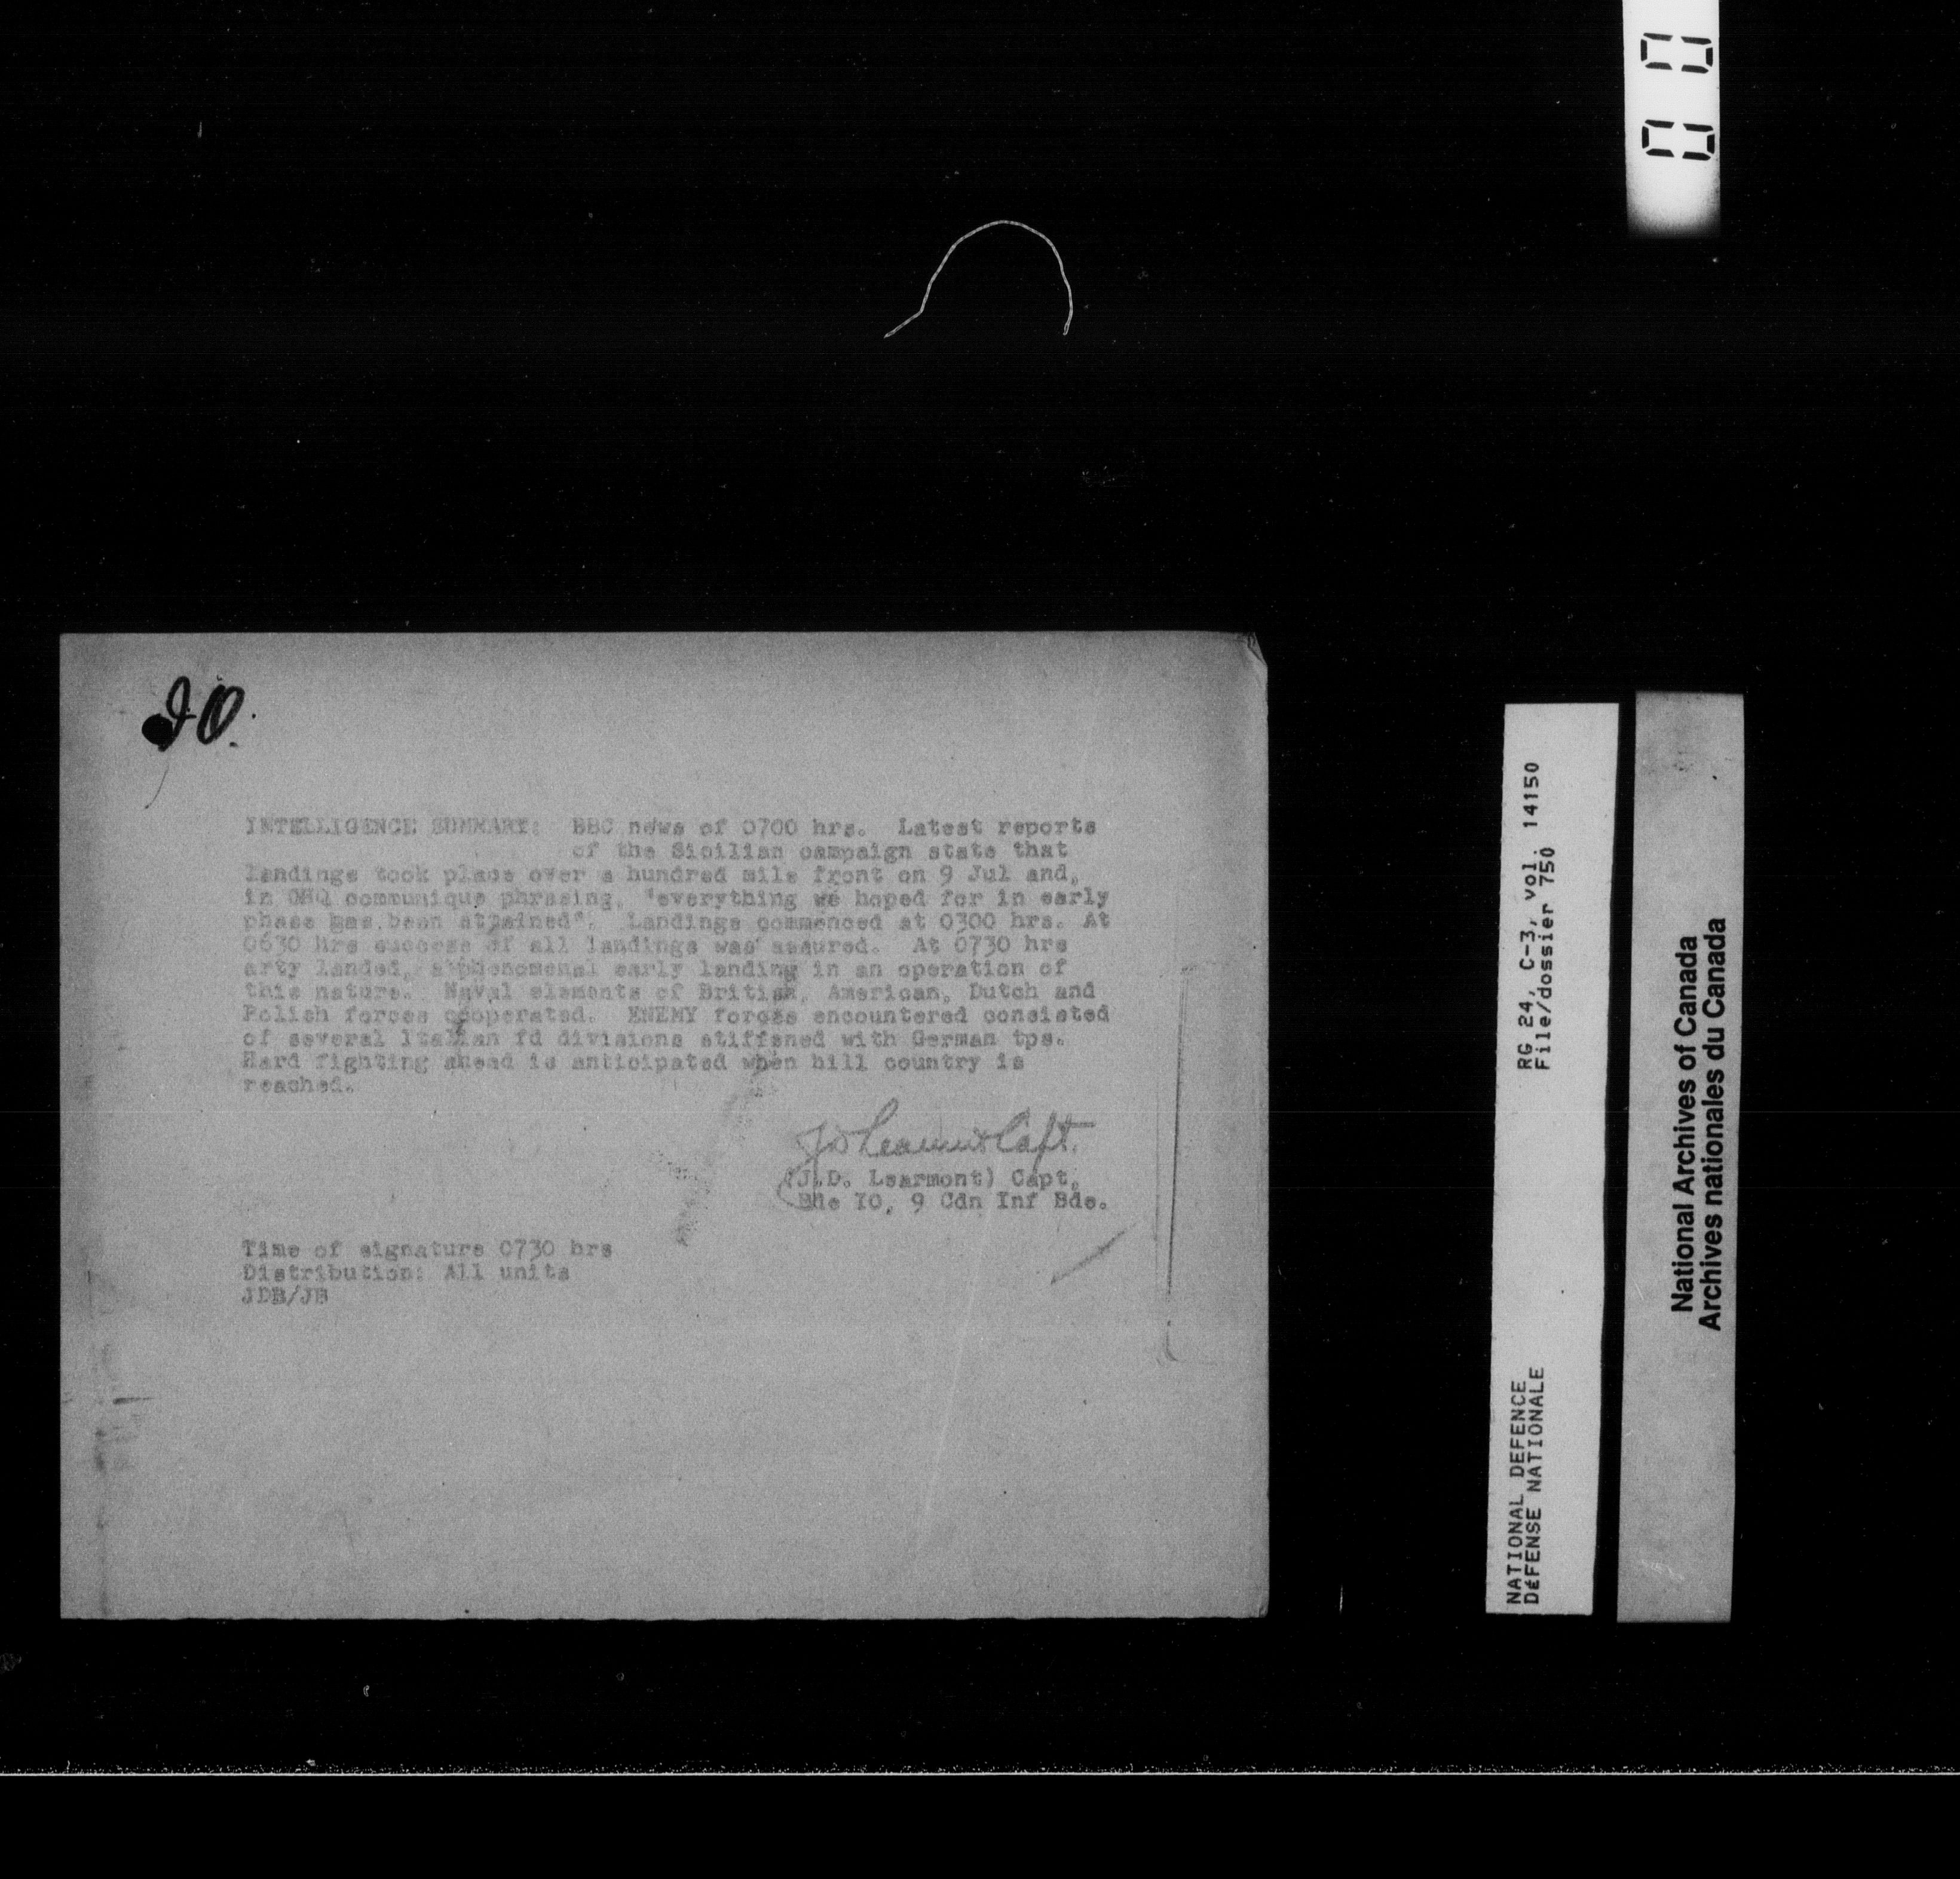 IO.
INTELLIGENCE SUMMARY: BBC news of 0700 hrs. Latest reports
of the Sicilian campaign state that
landings took place over a hundred mile front on 9 Jul and,
in GHQ communique phrasing, "everything we hoped for in early
phase has been attained". Landings commenced at 0300 hrs. At
0630 hrs success of all landings was assured. At 0730 hrs
arty landed, a phenomenal early landing in an operation of
this nature. Naval elements of British, American, Dutch and
Polish forces cooperated. ENEMY forces encountered consisted
of several Italian fd divisions stiffened with German tps.
Hard fighting ahead is anticipated when hill country is
reached.
JD Learmont Capt.
(J.D. Learmont) Capt,
Bde IO, 9 Cdn Inf Bde.
Time of signature 0730 hrs
Distribution: All units
JDB/JB
NATIONAL DEFENCE
DéFENSE NATIONALE
RG 24, C-3, vol. 14150
File/dossier 750
National Archives of Canada
Archives nationales du Canada